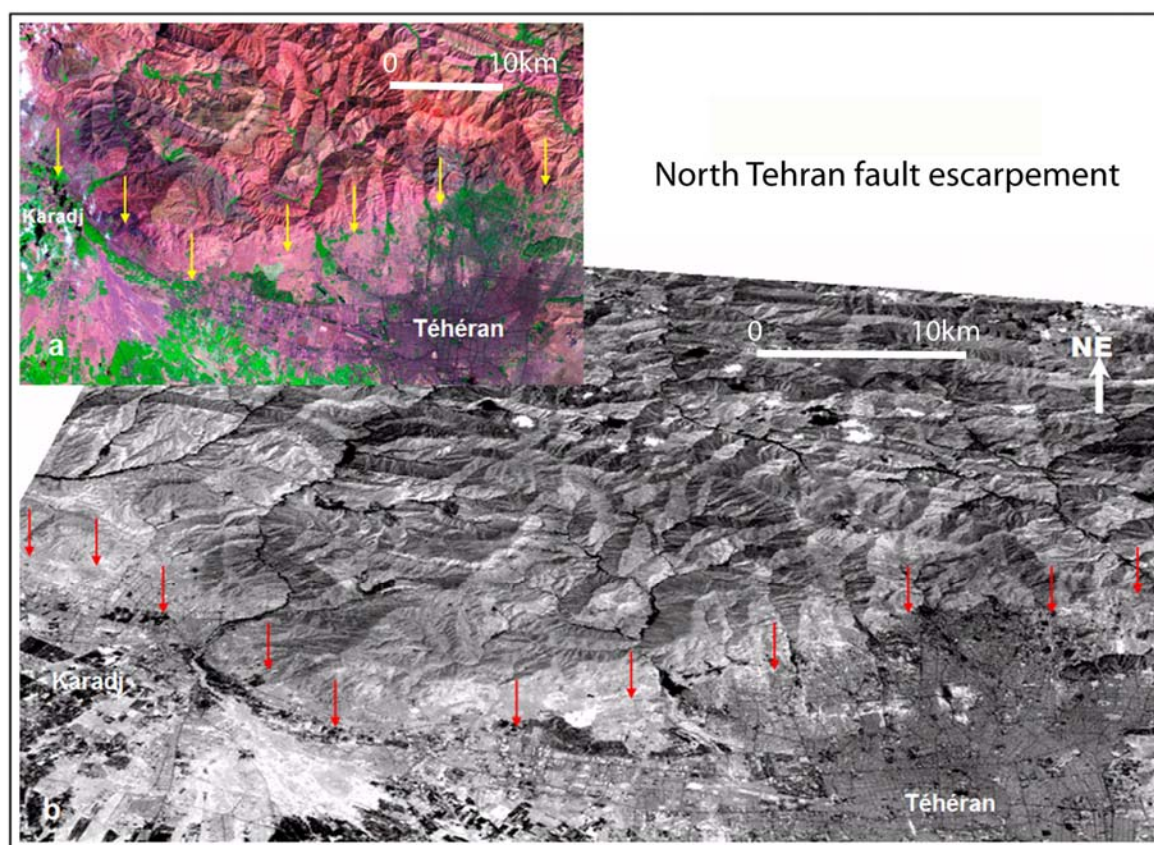 0 10km
North Tehran fault escarpement
Karadj
Téhéran
a
0 10km
NE
Karadj
Téhéran
b